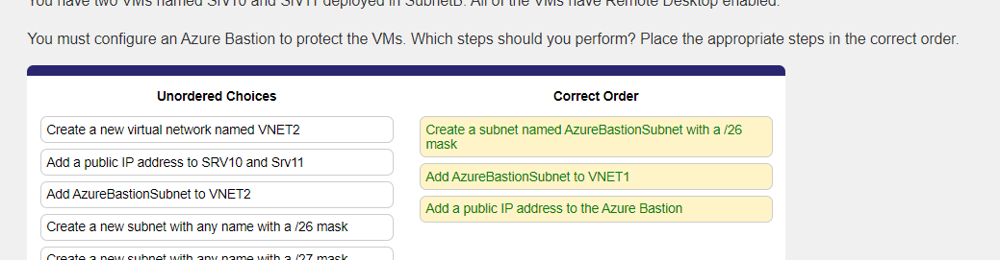 You have two VMs named Srv10 and Srv11 deployed in SubnetB. All of the VMs have Remote Desktop enabled.
You must configure an Azure Bastion to protect the VMs. Which steps should you perform? Place the appropriate steps in the correct order.
Unordered Choices
Correct Order
Create a new virtual network named VNET2
Add a public IP address to SRV10 and Srv11
Add AzureBastionSubnet to VNET2
Create a new subnet with any name with a /26 mask
Create a new subnet with any name with a /27 mask
Create a subnet named AzureBastionSubnet with a /26
mask
Add AzureBastionSubnet to VNET1
Add a public IP address to the Azure Bastion